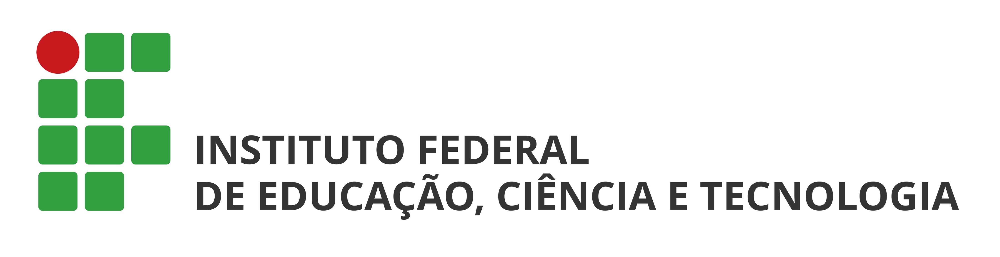 INSTITUTO FEDERAL
DE EDUCAÇÃO, CIÊNCIA E TECNOLOGIA